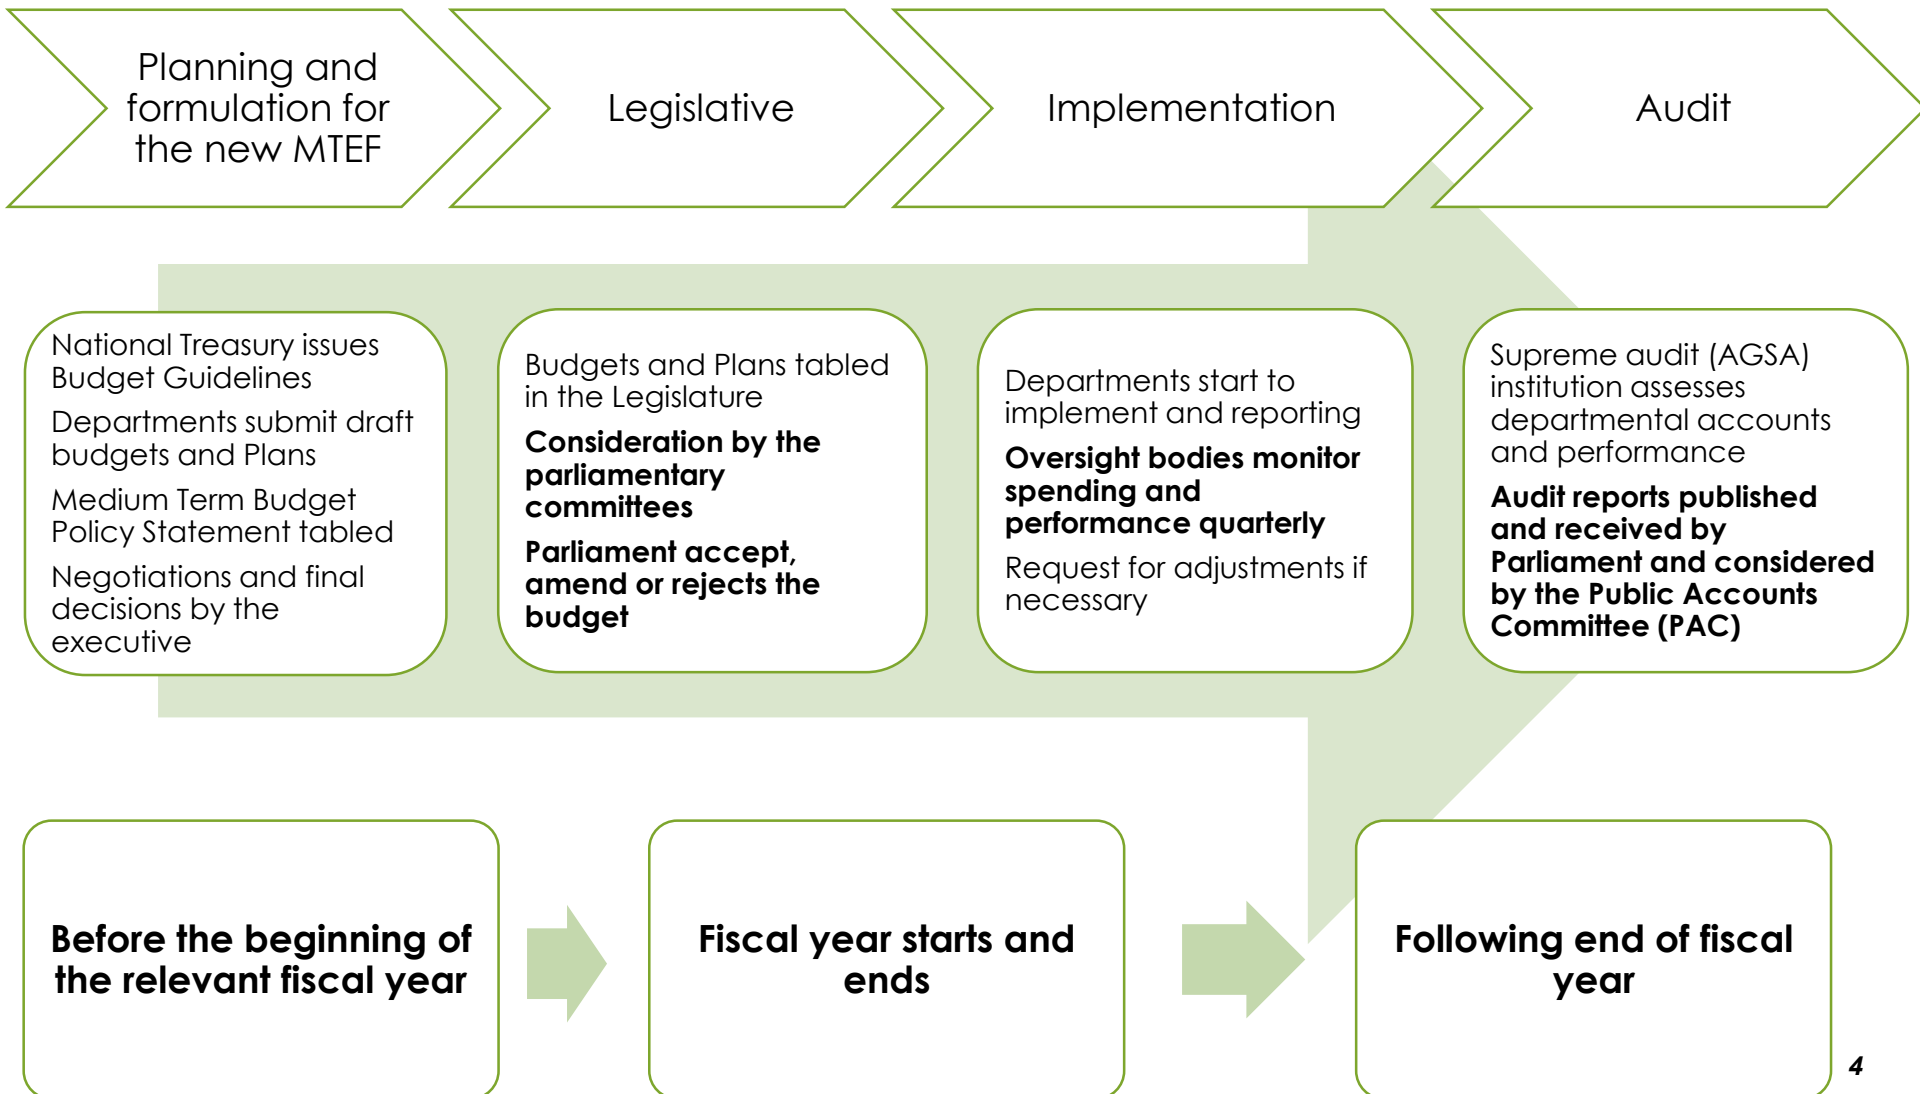 Planning and
formulation for
the new MTEF
Legislative
Implementation
Audit
National Treasury issues
Budget Guidelines
Departments submit draft
budgets and Plans
Medium Term Budget
Policy Statement tabled
Negotiations and final
decisions by the
executive
Budgets and Plans tabled
in the Legislature
Consideration by the
parliamentary
committees
Parliament accept,
amend or rejects the
budget
Departments start to
implement and reporting
Oversight bodies monitor
spending and
performance quarterly
Request for adjustments if
necessary
Supreme audit (AGSA)
institution assesses
departmental accounts
and performance
Audit reports published
and received by
Parliament and considered
by the Public Accounts
Committee (PAC)
Before the beginning of
the relevant fiscal year
Fiscal year starts and
ends
Following end of fiscal
year
4